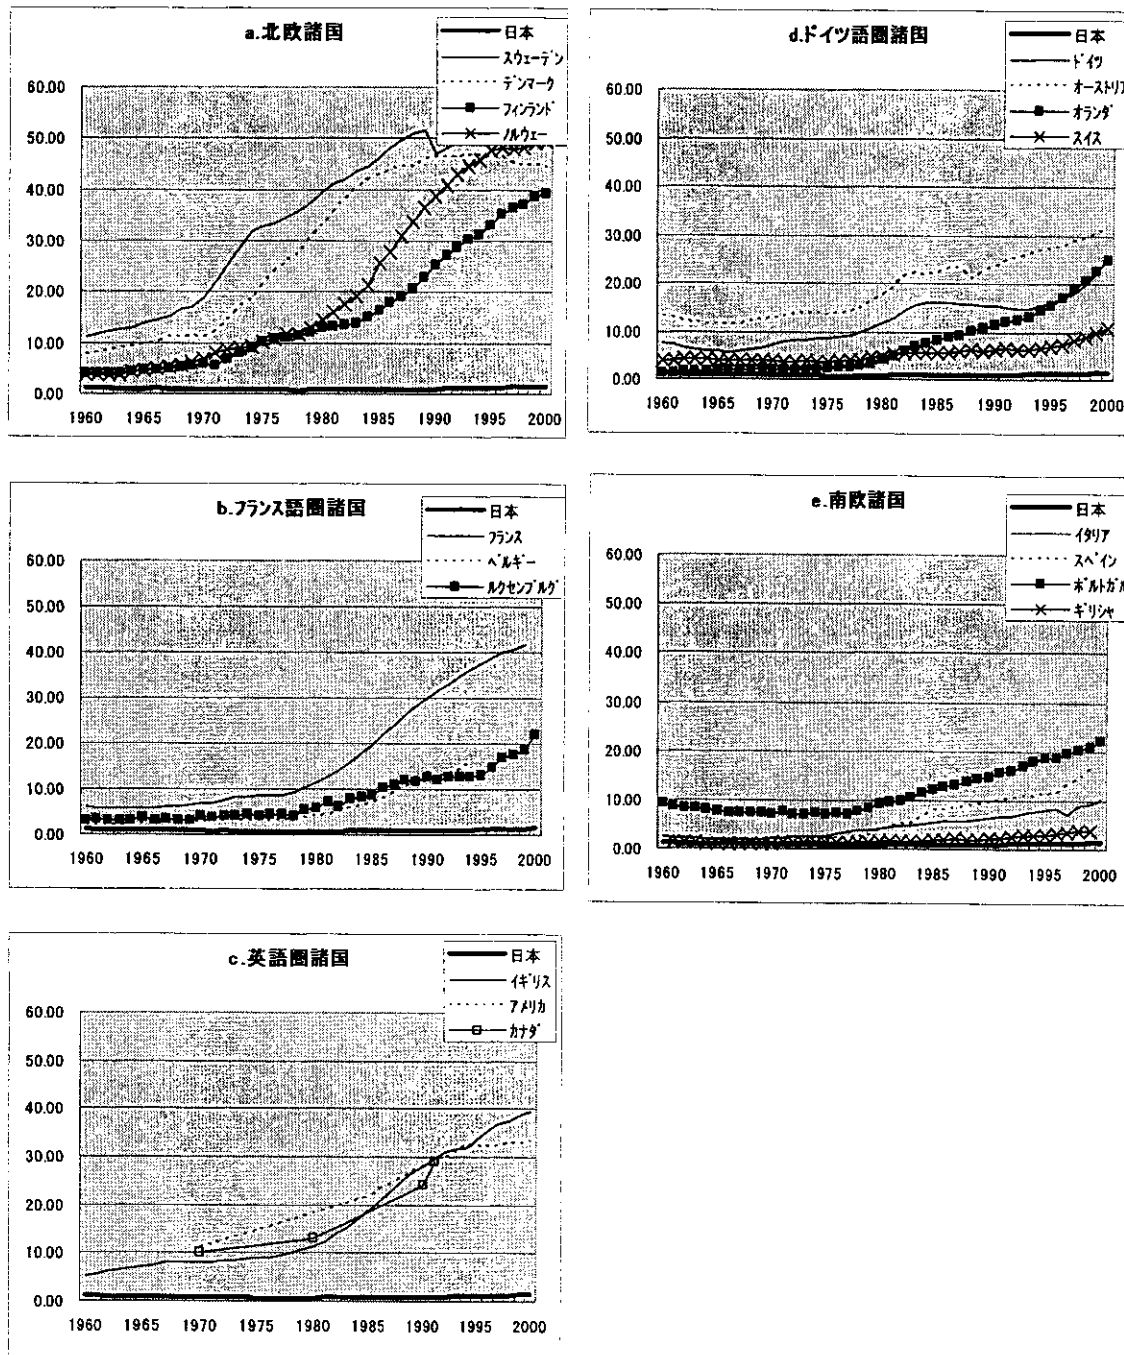 a.北欧諸国
日本
スウェーデン
デンマーク
フィンランド
ノルウェー
60.00
50.00
40.00
30.00
20.00
10.00
0.00
1960 1965 1970 1975 1980 1985 1990 1995 2000
d.ドイツ語圏諸国
日本
ドイツ
オーストリア
オランダ
スイス
60.00
50.00
40.00
30.00
20.00
10.00
0.00
1960 1965 1970 1975 1980 1985 1990 1995 2000
b.フランス語圏諸国
日本
フランス
ベルギー
ルクセンブルグ
60.00
50.00
40.00
30.00
20.00
10.00
0.00
1960 1965 1970 1975 1980 1985 1990 1995 2000
e.南欧諸国
日本
イタリア
スペイン
ポルトガル
ギリシャ
60.00
50.00
40.00
30.00
20.00
10.00
0.00
1960 1965 1970 1975 1980 1985 1990 1995 2000
c.英語圏諸国
日本
イギリス
アメリカ
カナダ
60.00
50.00
40.00
30.00
20.00
10.00
0.00
1960 1965 1970 1975 1980 1985 1990 1995 2000